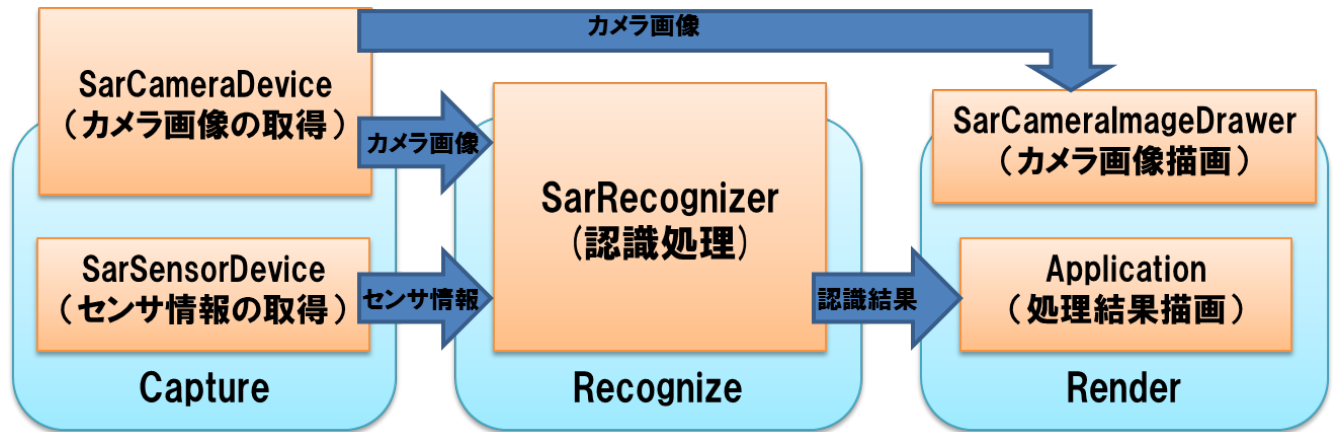 カメラ画像
SarCameraDevice
（カメラ画像の取得）
カメラ画像
SarSensorDevice
（センサ情報の取得）
センサ情報
Capture
SarRecognizer
(認識処理)
認識結果
Recognize
SarCameraImageDrawer
（カメラ画像描画）
Application
（処理結果描画）
Render